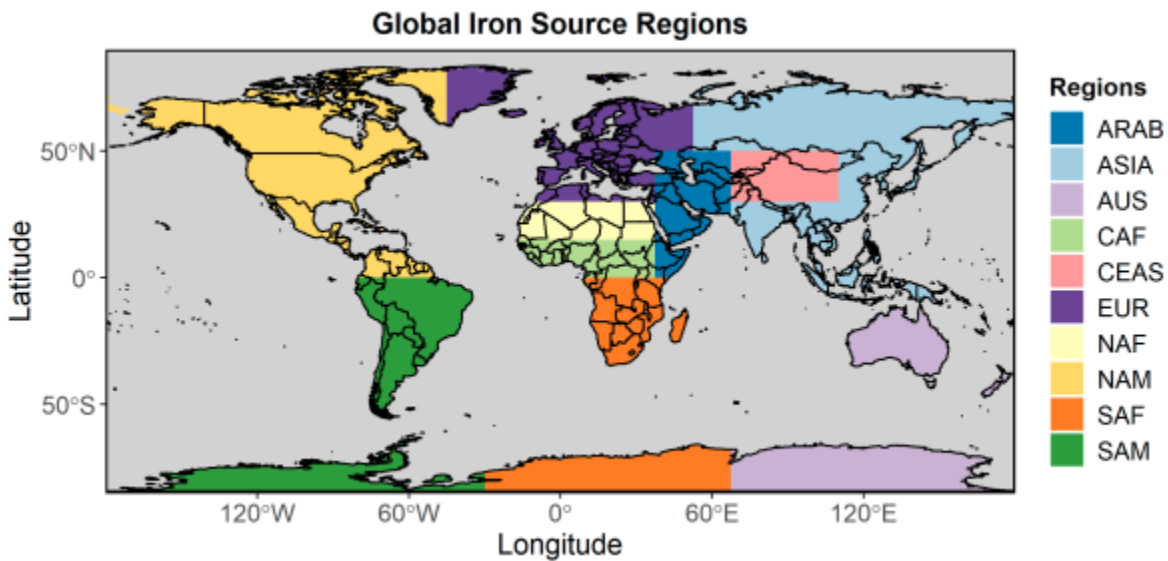 Global Iron Source Regions
Latitude
50°N
0°
50°S
120°W
60°W
0°
60°E
120°E
Longitude
Regions
ARAB
ASIA
AUS
CAF
CEAS
EUR
NAF
NAM
SAF
SAM